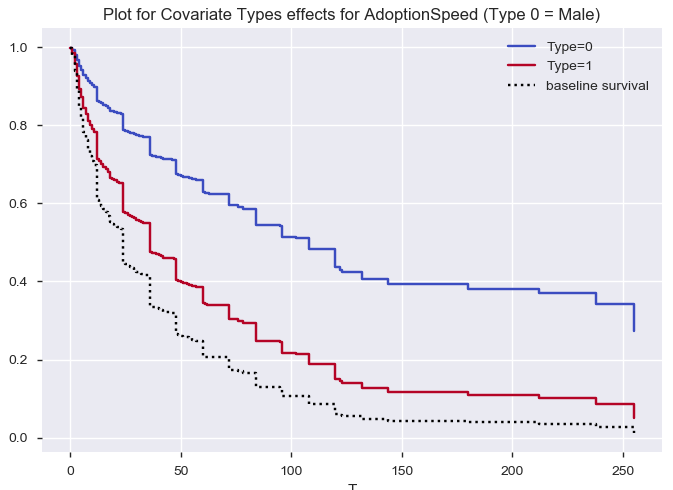 Plot for Covariate Types effects for AdoptionSpeed (Type 0 = Male)
Type=0
Type=1
baseline survival
1.0
0.8
0.6
0.4
0.2
0.0
0 50 100 150 200 250
T